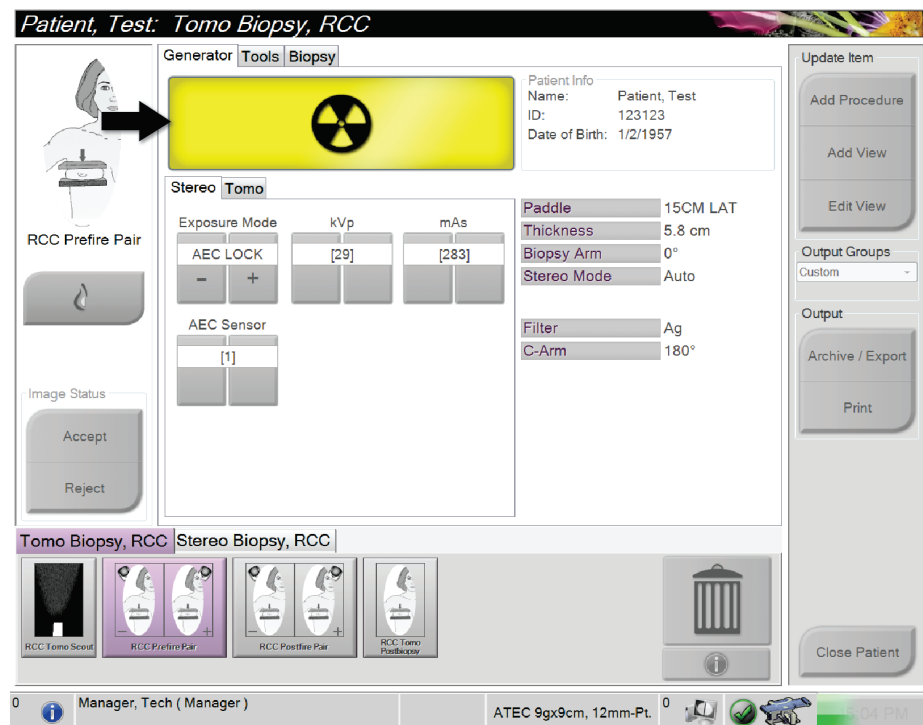 Patient, Test: Tomo Biopsy, RCC
Generator Tools Biopsy
Patient Info
Name: Patient, Test
ID: 123123
Date of Birth: 1/2/1957
RCC Prefire Pair
Stereo Tomo
Exposure Mode kVp mAs
AEC LOCK [29] [283]
- +
AEC Sensor
[1]
Paddle 15CM LAT
Thickness 5.8 cm
Biopsy Arm 0°
Stereo Mode Auto
Filter Ag
C-Arm 180°
Image Status
Accept
Reject
Update Item
Add Procedure
Add View
Edit View
Output Groups
Custom
Output
Archive / Export
Print
Tomo Biopsy, RCC Stereo Biopsy, RCC
RCC Tomo Scout
- +
RCC Prefire Pair
- +
RCC Postfire Pair
RCC Tomo
Postbiopsy
Close Patient
0 Manager, Tech ( Manager ) ATEC 9gx9cm, 12mm-Pt. 0